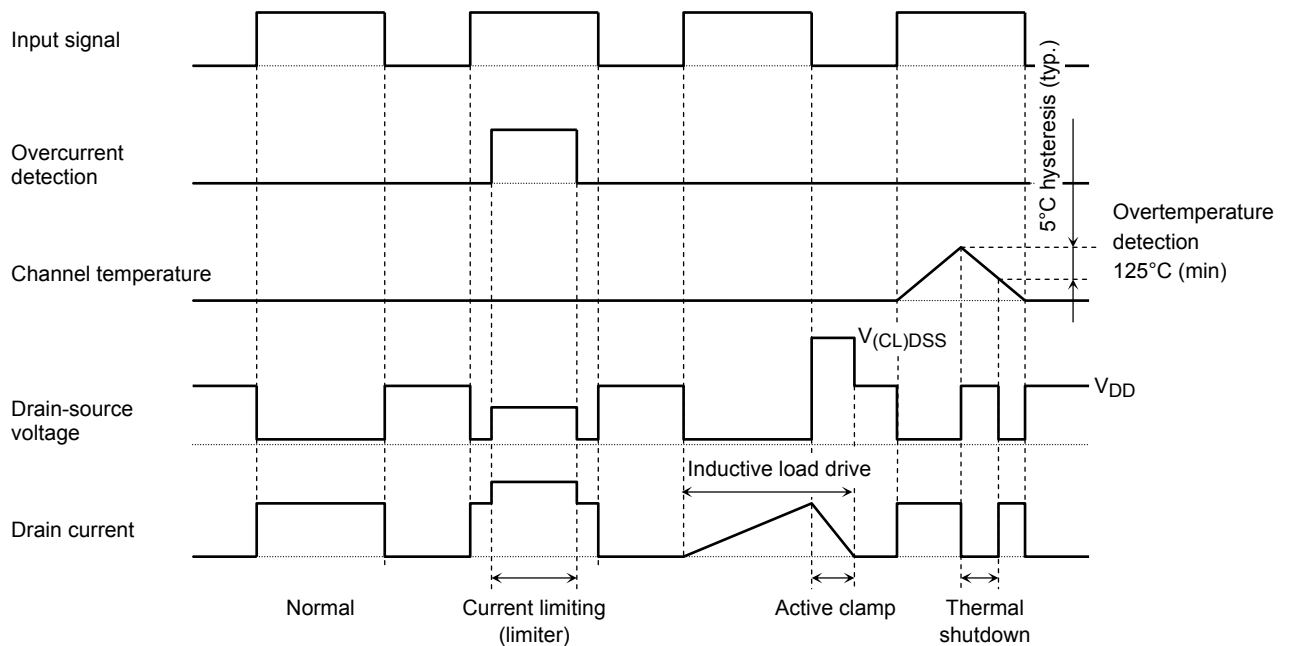 Input signal
Overcurrent
detection
5°C hysteresis (typ.)
Overtemperature
detection
125°C (min)
Channel temperature
V(CL)DSS
VDD
Drain-source
voltage
Inductive load drive
Drain current
Normal
Current limiting
(limiter)
Active clamp
Thermal
shutdown